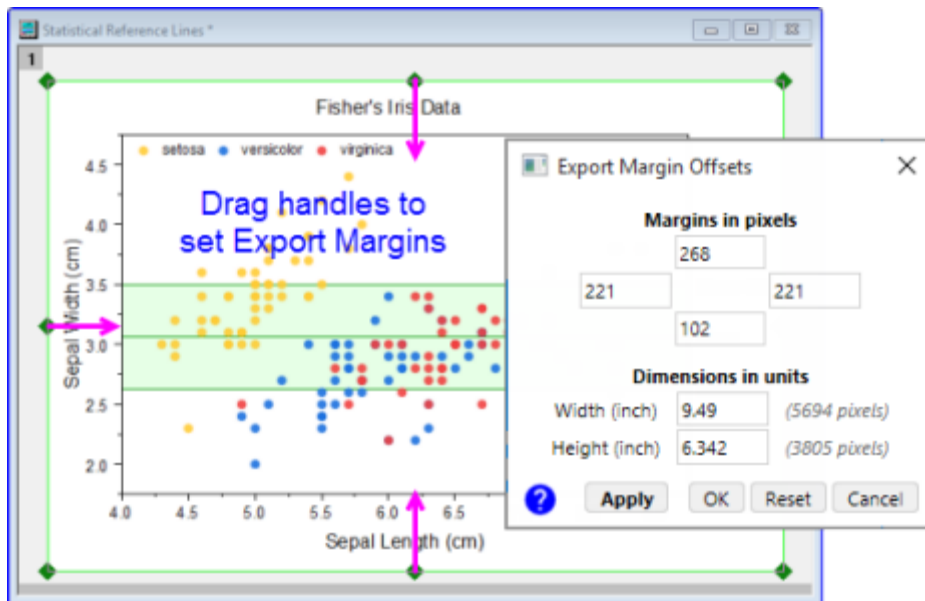 Statistical Reference Lines *
1
Fisher's Iris Data
setosa versicolor virginica
Drag handles to
set Export Margins
Sepal Width (cm)
4.5
4.0
3.5
3.0
2.5
2.0
4.0 4.5 5.0 5.5 6.0 6.5
Sepal Length (cm)
Export Margin Offsets
Margins in pixels
268
221 221
102
Dimensions in units
Width (inch) 9.49 (5694 pixels)
Height (inch) 6.342 (3805 pixels)
? Apply OK Reset Cancel